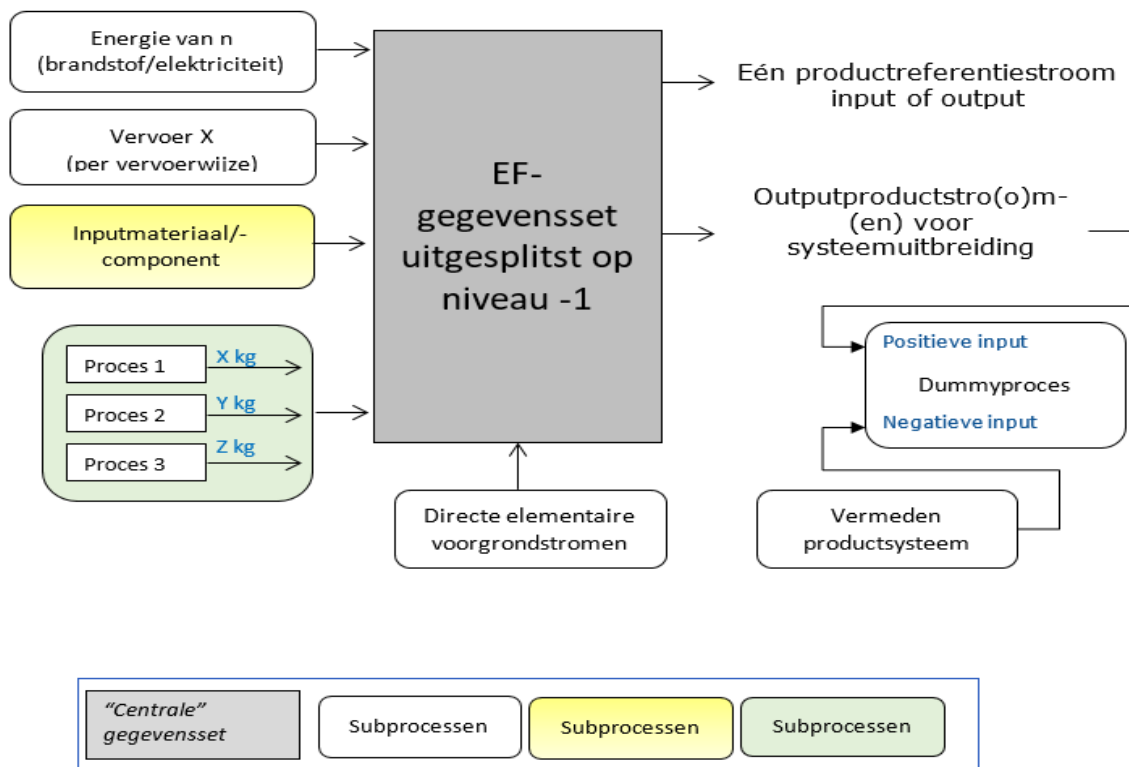 Energie van n
(brandstof/elektriciteit)
Vervoer X
(per vervoerwijze)
Inputmateriaal/-
component
Proces 1
X kg
Proces 2
Y kg
Proces 3
Z kg
EF-
gegevensset
uitgesplitst op
niveau -1
Directe elementaire
voorgrondstromen
Eén productreferentiestroom
input of output
Outputproductstro(o)m-
(en) voor
systeemuitbreiding
Positieve input
Dummyproces
Negatieve input
Vermeden
productsysteem
“Centrale”
gegevensset
Subprocessen
Subprocessen
Subprocessen